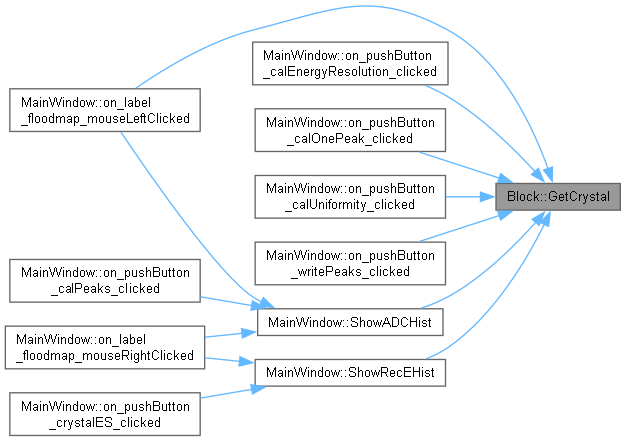 MainWindow::on_pushButton
_calEnergyResolution_clicked
MainWindow::on_label
_floodmap_mouseLeftClicked
MainWindow::on_pushButton
_calOnePeak_clicked
MainWindow::on_pushButton
_calUniformity_clicked
Block::GetCrystal
MainWindow::on_pushButton
_writePeaks_clicked
MainWindow::on_pushButton
_calPeaks_clicked
MainWindow::ShowADCHist
MainWindow::on_label
_floodmap_mouseRightClicked
MainWindow::ShowRecEHist
MainWindow::on_pushButton
_crystalES_clicked